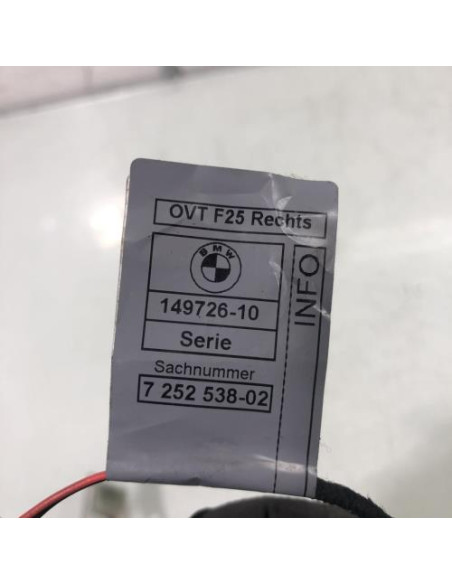 OVT F25 Rechts
BMW
149726-10
Serie
Sachnummer
7 252 538-02
INFO